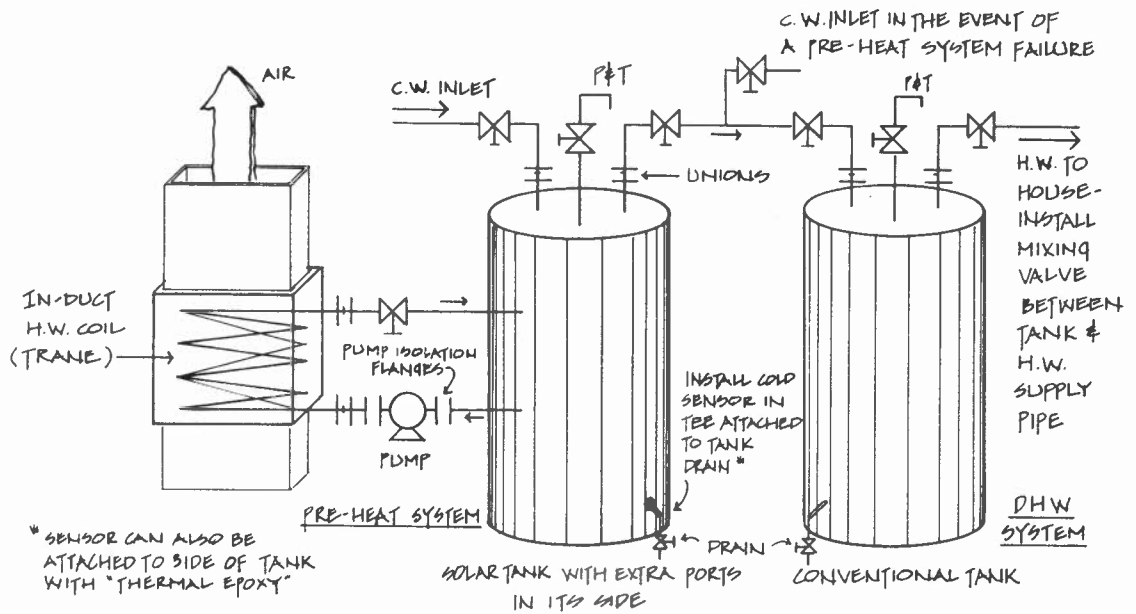 C.W. INLET IN THE EVENT OF
A PRE-HEAT SYSTEM FAILURE
AIR
C.W. INLET
P&T
P&T
UNIONS
H.W. TO
HOUSE-
INSTALL
MIXING
VALVE
BETWEEN
TANK &
H.W.
SUPPLY
PIPE
IN-DUCT
H.W. COIL
(TRANE)
PUMP ISOLATION
FLANGES
PUMP
INSTALL COLD
SENSOR IN
TEE ATTACHED
TO TANK
DRAIN*
PRE-HEAT SYSTEM
DHW
SYSTEM
*SENSOR CAN ALSO BE
ATTACHED TO SIDE OF TANK
WITH "THERMAL EPOXY"
DRAIN
SOLAR TANK WITH EXTRA PORTS
IN ITS SIDE
CONVENTIONAL TANK